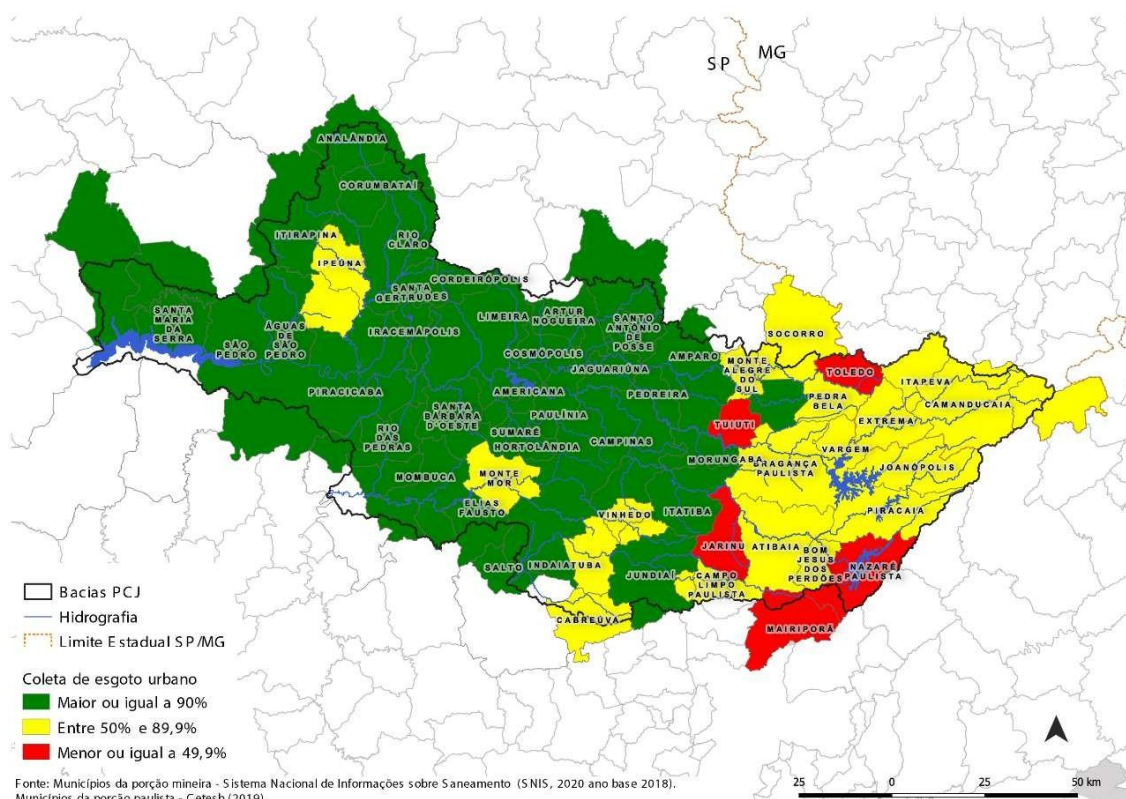 SP
MG
ANALÂNDIA
CORUMBATAÍ
ITIRAPINA
RIO
CLARO
IPEÚNA
CORDEIRÓPOLIS
SANTA
GERTRUDES
SANTA
MARIA
DA
SERRA
SÃO
PEDRO
ÁGUAS
DE
SÃO
PEDRO
IRACEMÁPOLIS
LIMEIRA
ARTUR
NOGUEIRA
SANTO
ANTÔNIO
DE
POSSE
SOCORRO
COSMÓPOLIS
AMPARO
MONTE
ALEGRE
DO
SUL
TOLEDO
ITAPEVA
JAGUARIÚNA
PIRACICABA
AMERICANA
PEDREIRA
PEDRA
BELA
CAMANDUCAIA
SANTA
BÁRBARA
D'OESTE
PAULÍNIA
TUIUTI
EXTREMA
RIO
DAS
PEDRAS
SUMARÉ
HORTOLÂNDIA
CAMPINAS
VARGEM
MORUNGABA
BRAGANÇA
PAULISTA
JOANÓPOLIS
MOMBUCA
MONTE
MOR
ELIAS
FAUSTO
VINHEDO
ITATIBA
PIRACAIA
JARINU
ATIBAIA
BOM
JESUS
DOS
PERDÕES
NAZARÉ
PAULISTA
SALTO
INDAIATUBA
JUNDIAÍ
CAMPO
LIMPO
PAULISTA
CABREÚVA
MAIRIPORÃ
Bacias PCJ
Hidrografia
Limite Estadual SP/MG
Coleta de esgoto urbano
Maior ou igual a 90%
Entre 50% e 89,9%
Menor ou igual a 49,9%
Fonte: Municípios da porção mineira - Sistema Nacional de Informações sobre Saneamento (SNIS, 2020 ano base 2018).
Municípios da porção paulista - Cetesb (2019)
25 0 25 50 km